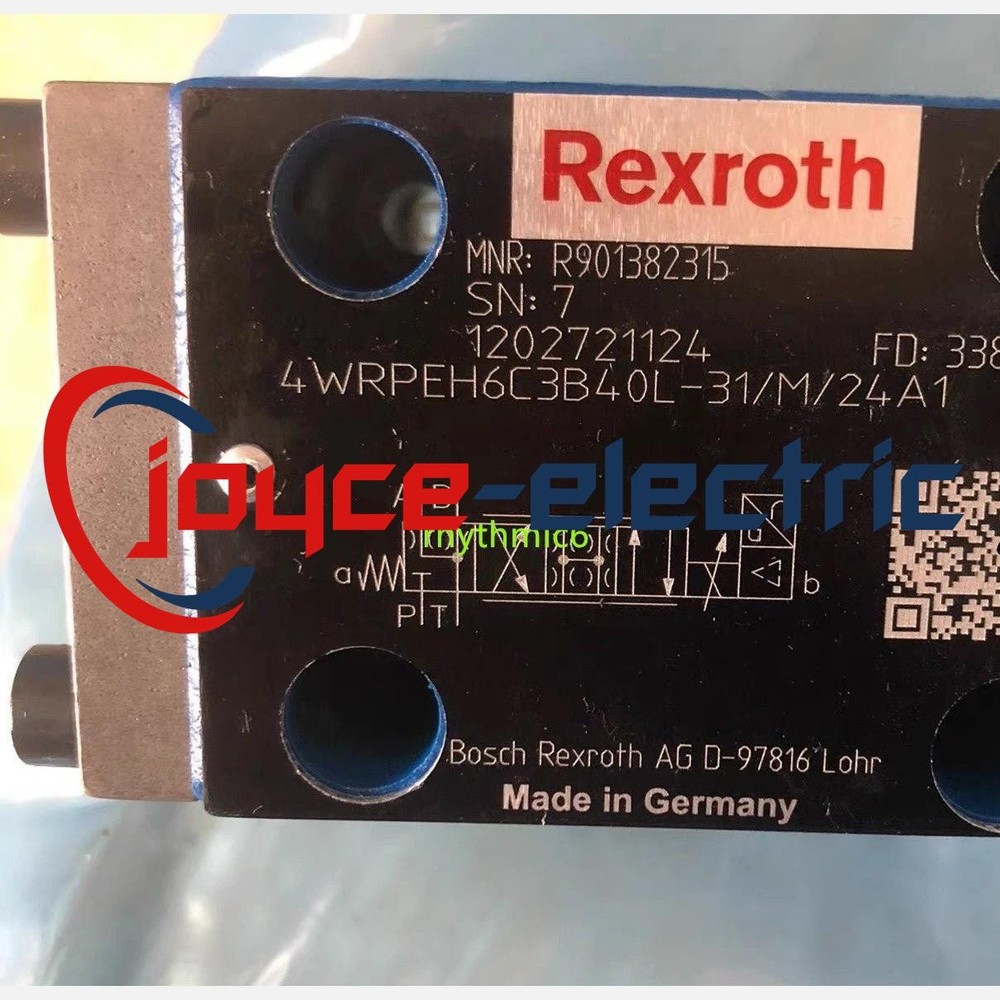 Rexroth
MNR: R901382315
SN: 7
1202721124 FD: 338
4WRPEH6C3B40L-31/M/24A1
joyce-electric
A B
rhythmic6
a b
P T
Bosch Rexroth AG D-97816 Lohr
Made in Germany